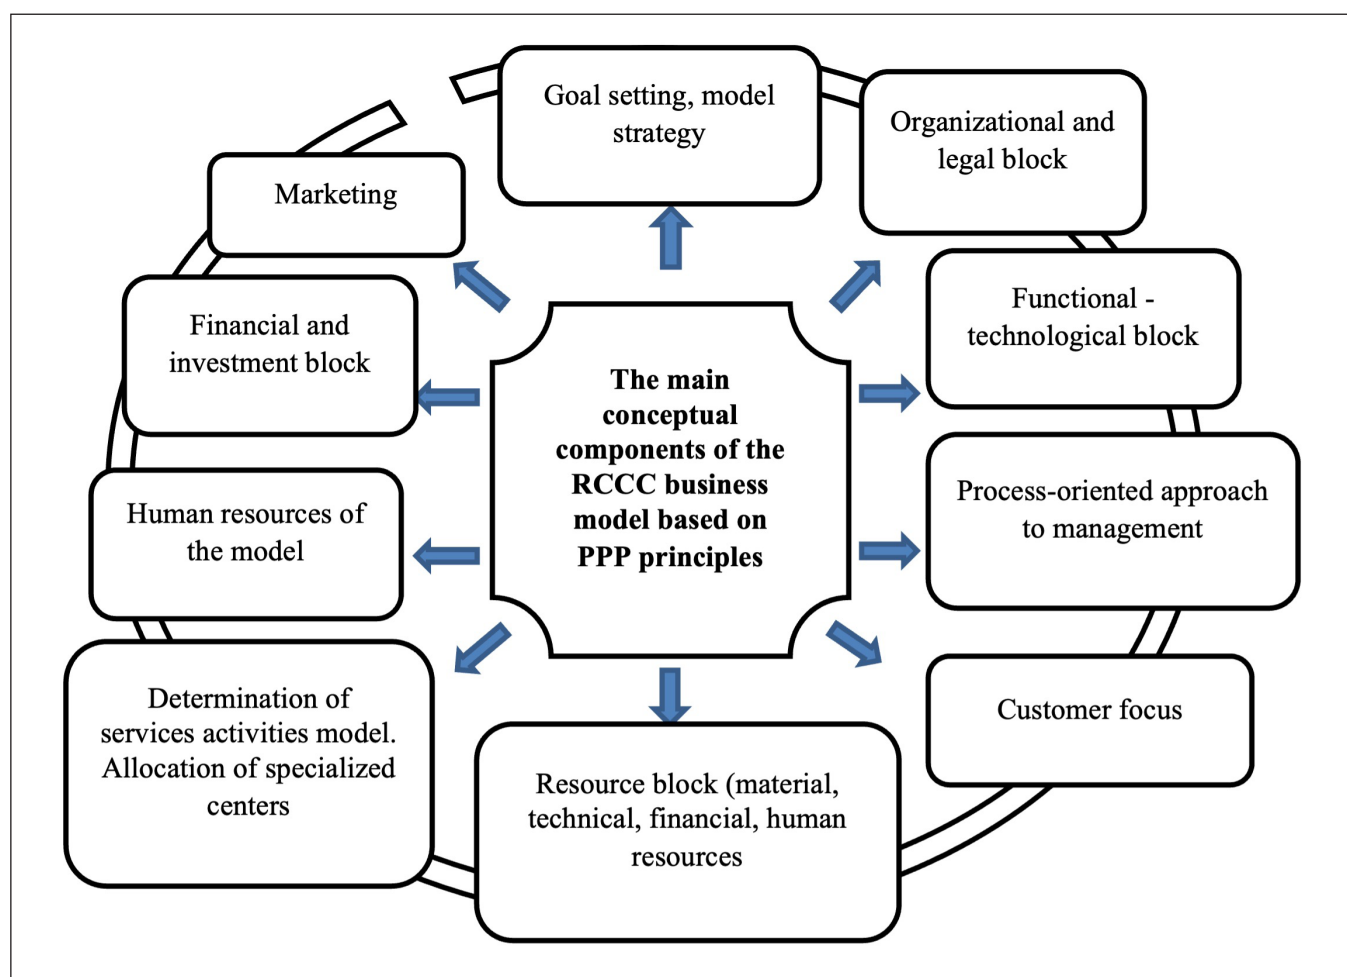 Goal setting, model
strategy
Organizational and
legal block
Functional -
technological block
Process-oriented approach
to management
Customer focus
Resource block (material,
technical, financial, human
resources
Determination of
services activities model.
Allocation of specialized
centers
Human resources of
the model
Financial and
investment block
Marketing
The main
conceptual
components of the
RCCC business
model based on
PPP principles